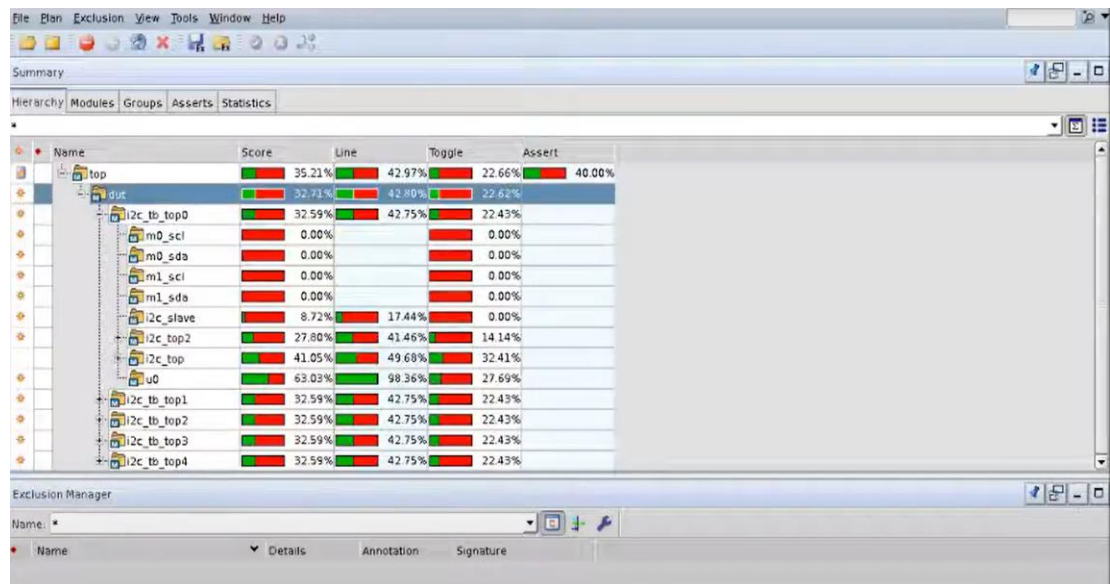 File Plan Exclusion View Tools Window Help
Summary
Hierarchy Modules Groups Asserts Statistics
*
Name Score Line Toggle Assert
top 35.21% 42.97% 22.66% 40.00%
dut 32.71% 42.80% 22.62%
i2c_tb_top0 32.59% 42.75% 22.43%
m0_scl 0.00% 0.00%
m0_sda 0.00% 0.00%
m1_scl 0.00% 0.00%
m1_sda 0.00% 0.00%
i2c_slave 8.72% 17.44% 0.00%
i2c_top2 27.80% 41.46% 14.14%
i2c_top 41.05% 49.68% 32.41%
u0 63.03% 98.36% 27.69%
i2c_tb_top1 32.59% 42.75% 22.43%
i2c_tb_top2 32.59% 42.75% 22.43%
i2c_tb_top3 32.59% 42.75% 22.43%
i2c_tb_top4 32.59% 42.75% 22.43%
Exclusion Manager
Name: *
Name Details Annotation Signature